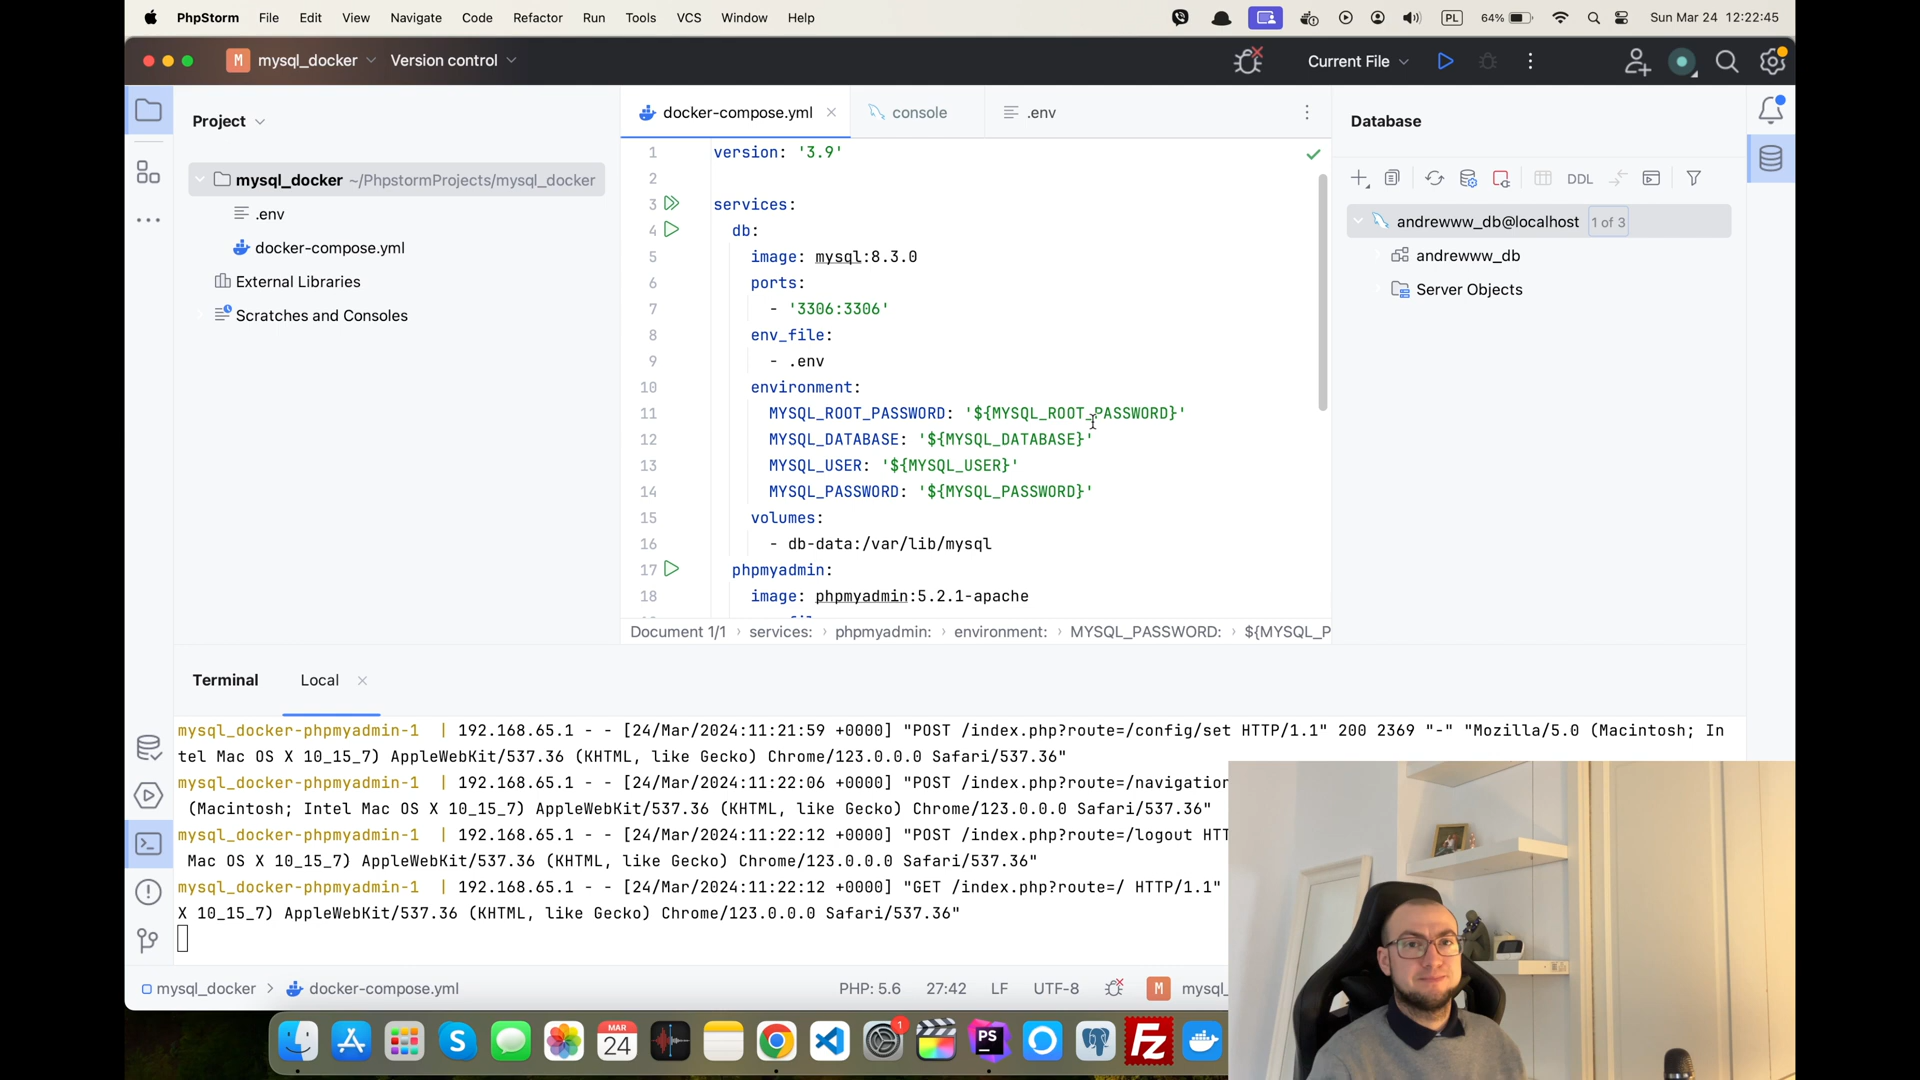 PhpStorm File Edit View Navigate Code Refactor Run Tools VCS Window Help PL 64% Sun Mar 24 12:22:45
M mysql_docker Version control Current File
Project
docker-compose.yml console .env
Database
mysql_docker ~/PhpstormProjects/mysql_docker
.env
docker-compose.yml
External Libraries
Scratches and Consoles
1 version: '3.9'
2
3 services:
4 db:
5 image: mysql:8.3.0
6 ports:
7 - '3306:3306'
8 env_file:
9 - .env
10 environment:
11 MYSQL_ROOT_PASSWORD: '${MYSQL_ROOT_PASSWORD}'
12 MYSQL_DATABASE: '${MYSQL_DATABASE}'
13 MYSQL_USER: '${MYSQL_USER}'
14 MYSQL_PASSWORD: '${MYSQL_PASSWORD}'
15 volumes:
16 - db-data:/var/lib/mysql
17 phpmyadmin:
18 image: phpmyadmin:5.2.1-apache
Document 1/1 › services: › phpmyadmin: › environment: › MYSQL_PASSWORD: › ${MYSQL_P
DDL
andrewww_db@localhost 1 of 3
andrewww_db
Server Objects
Terminal Local
mysql_docker-phpmyadmin-1 | 192.168.65.1 - - [24/Mar/2024:11:21:59 +0000] "POST /index.php?route=/config/set HTTP/1.1" 200 2369 "-" "Mozilla/5.0 (Macintosh; In
tel Mac OS X 10_15_7) AppleWebKit/537.36 (KHTML, like Gecko) Chrome/123.0.0.0 Safari/537.36"
mysql_docker-phpmyadmin-1 | 192.168.65.1 - - [24/Mar/2024:11:22:06 +0000] "POST /index.php?route=/navigation
(Macintosh; Intel Mac OS X 10_15_7) AppleWebKit/537.36 (KHTML, like Gecko) Chrome/123.0.0.0 Safari/537.36"
mysql_docker-phpmyadmin-1 | 192.168.65.1 - - [24/Mar/2024:11:22:12 +0000] "POST /index.php?route=/logout HTT
Mac OS X 10_15_7) AppleWebKit/537.36 (KHTML, like Gecko) Chrome/123.0.0.0 Safari/537.36"
mysql_docker-phpmyadmin-1 | 192.168.65.1 - - [24/Mar/2024:11:22:12 +0000] "GET /index.php?route=/ HTTP/1.1"
X 10_15_7) AppleWebKit/537.36 (KHTML, like Gecko) Chrome/123.0.0.0 Safari/537.36"
mysql_docker › docker-compose.yml PHP: 5.6 27:42 LF UTF-8 M mysql_
MAR
24
1
PS
FZ